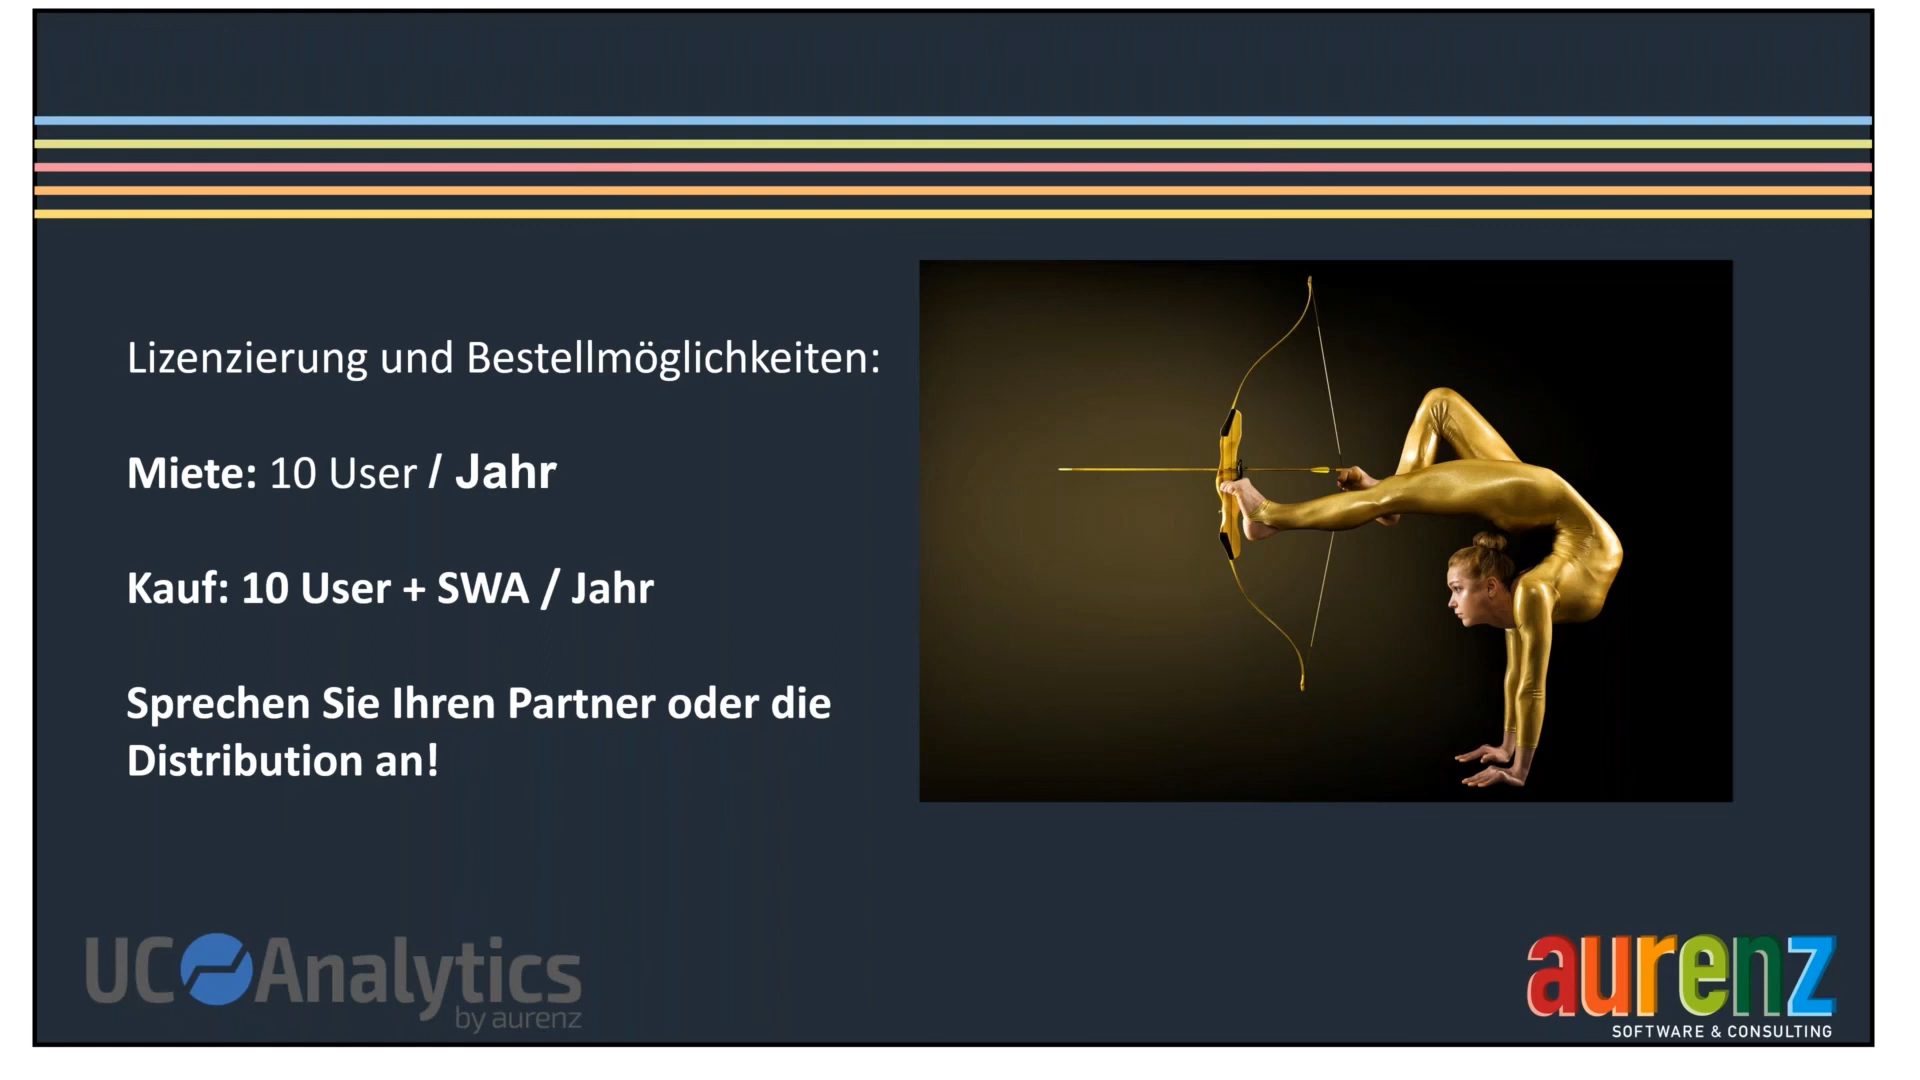 Lizenzierung und Bestellmöglichkeiten:
Miete: 10 User / Jahr
Kauf: 10 User + SWA / Jahr
Sprechen Sie Ihren Partner oder die
Distribution an!
UC Analytics
by aurenz
aurenz
SOFTWARE & CONSULTING